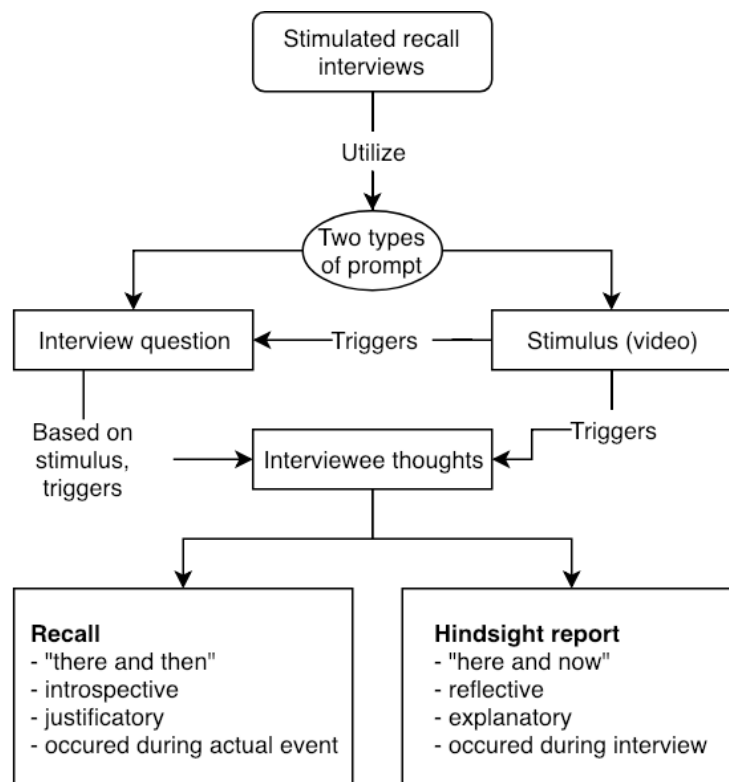 Stimulated recall
interviews
Utilize
Two types
of prompt
Interview question
Triggers
Stimulus (video)
Based on
stimulus,
triggers
Triggers
Interviewee thoughts
Recall
- "there and then"
- introspective
- justificatory
- occured during actual event
Hindsight report
- "here and now"
- reflective
- explanatory
- occured during interview